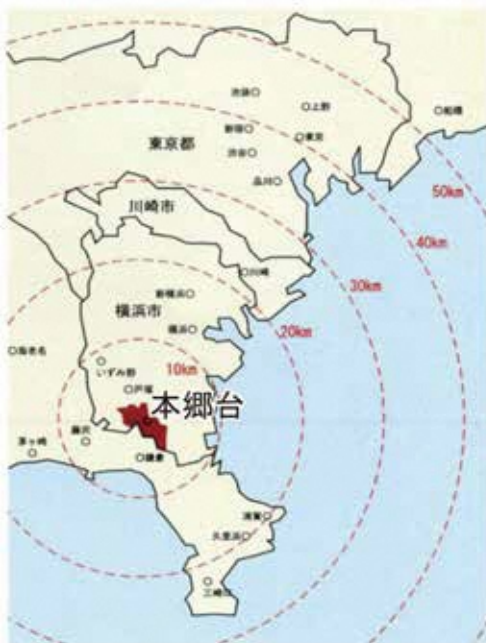 池袋
上野
船橋
新宿
東京
東京都
渋谷
品川
50km
川崎市
40km
川崎
30km
新横浜
横浜市
横浜
20km
海老名
いずみ野
10km
戸塚
本郷台
藤沢
茅ヶ崎
鎌倉
浦賀
久里浜
三崎口